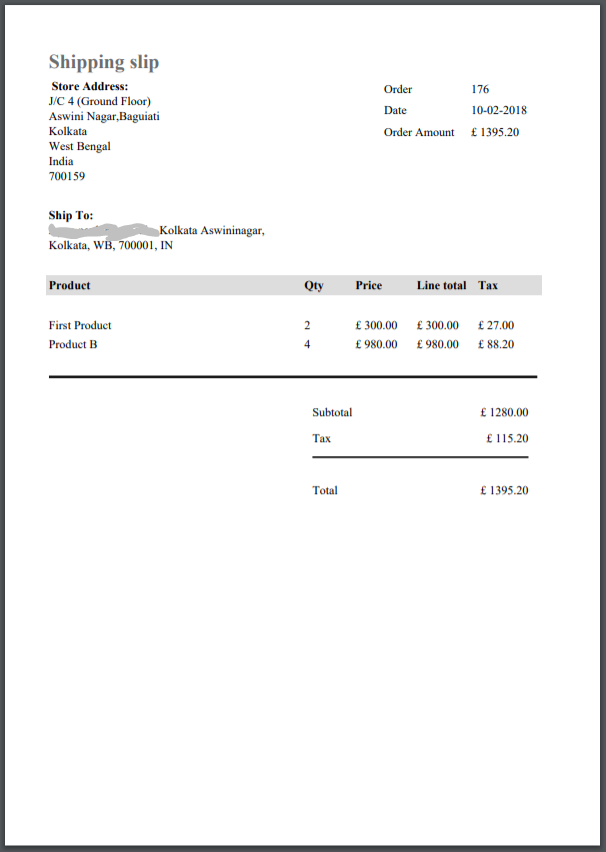 Shipping slip
Store Address:
J/C 4 (Ground Floor)
Aswini Nagar,Baguiati
Kolkata
West Bengal
India
700159
Order 176
Date 10-02-2018
Order Amount £ 1395.20
Ship To:
Kolkata Aswininagar,
Kolkata, WB, 700001, IN
Product Qty Price Line total Tax
First Product 2 £ 300.00 £ 300.00 £ 27.00
Product B 4 £ 980.00 £ 980.00 £ 88.20
Subtotal £ 1280.00
Tax £ 115.20
Total £ 1395.20